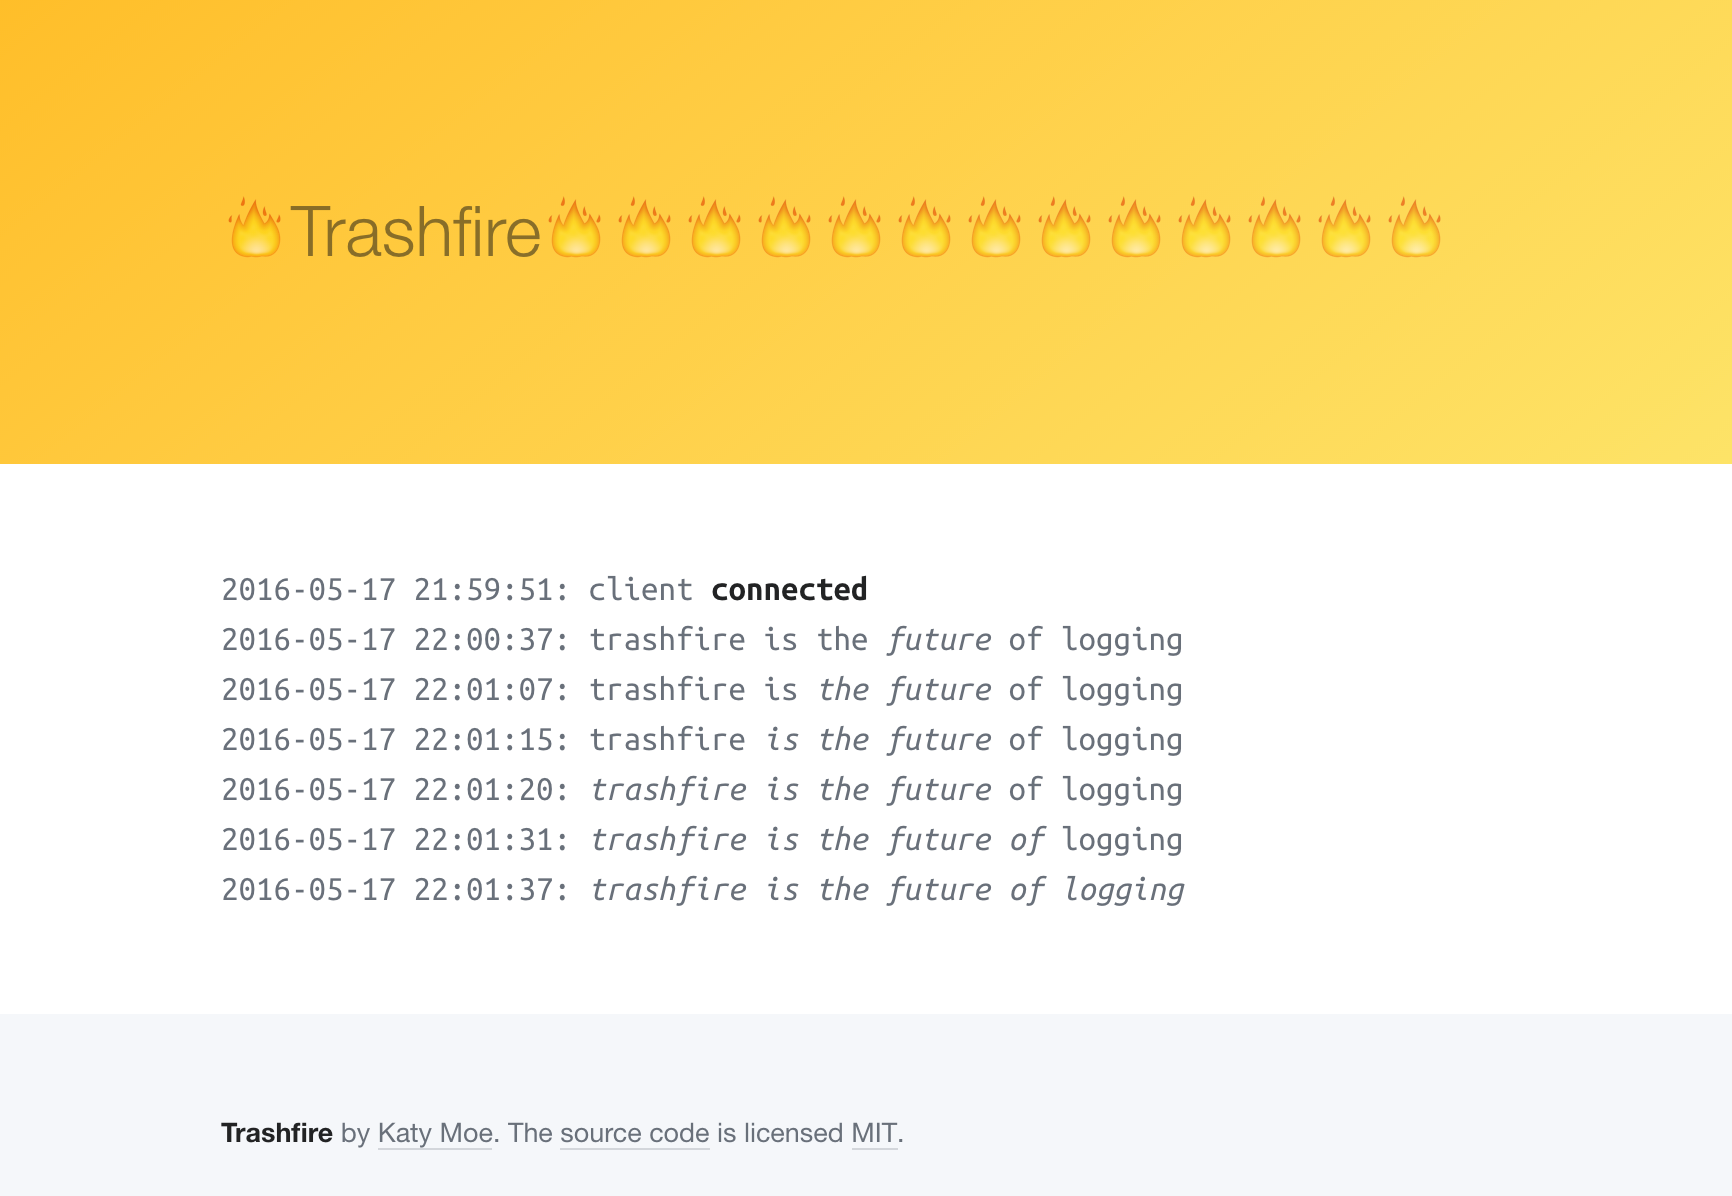 🔥Trashfire🔥🔥🔥🔥🔥🔥🔥🔥🔥🔥🔥🔥🔥
2016-05-17 21:59:51: client connected
2016-05-17 22:00:37: trashfire is the future of logging
2016-05-17 22:01:07: trashfire is the future of logging
2016-05-17 22:01:15: trashfire is the future of logging
2016-05-17 22:01:20: trashfire is the future of logging
2016-05-17 22:01:31: trashfire is the future of logging
2016-05-17 22:01:37: trashfire is the future of logging
Trashfire by Katy Moe. The source code is licensed MIT.